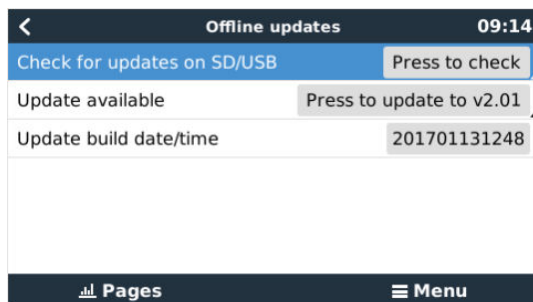 Offline updates 09:14
Check for updates on SD/USB Press to check
Update available Press to update to v2.01
Update build date/time 201701131248
Pages Menu